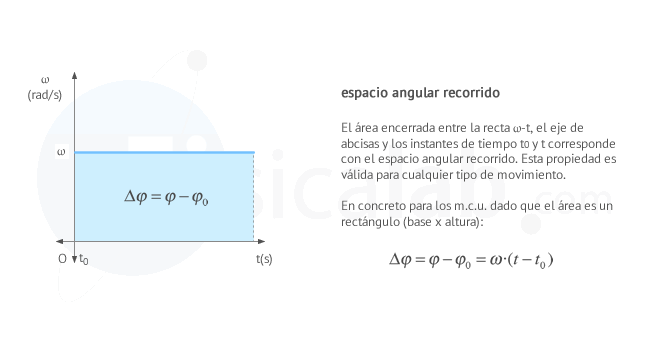 ω
(rad/s)
ω
Δφ = φ − φ₀
O t₀ t(s)
espacio angular recorrido
El área encerrada entre la recta ω-t, el eje de
abcisas y los instantes de tiempo t0 y t corresponde
con el espacio angular recorrido. Esta propiedad es
válida para cualquier tipo de movimiento.
En concreto para los m.c.u. dado que el área es un
rectángulo (base x altura):
Δφ = φ − φ₀ = ω·(t − t₀)
sicalab.com